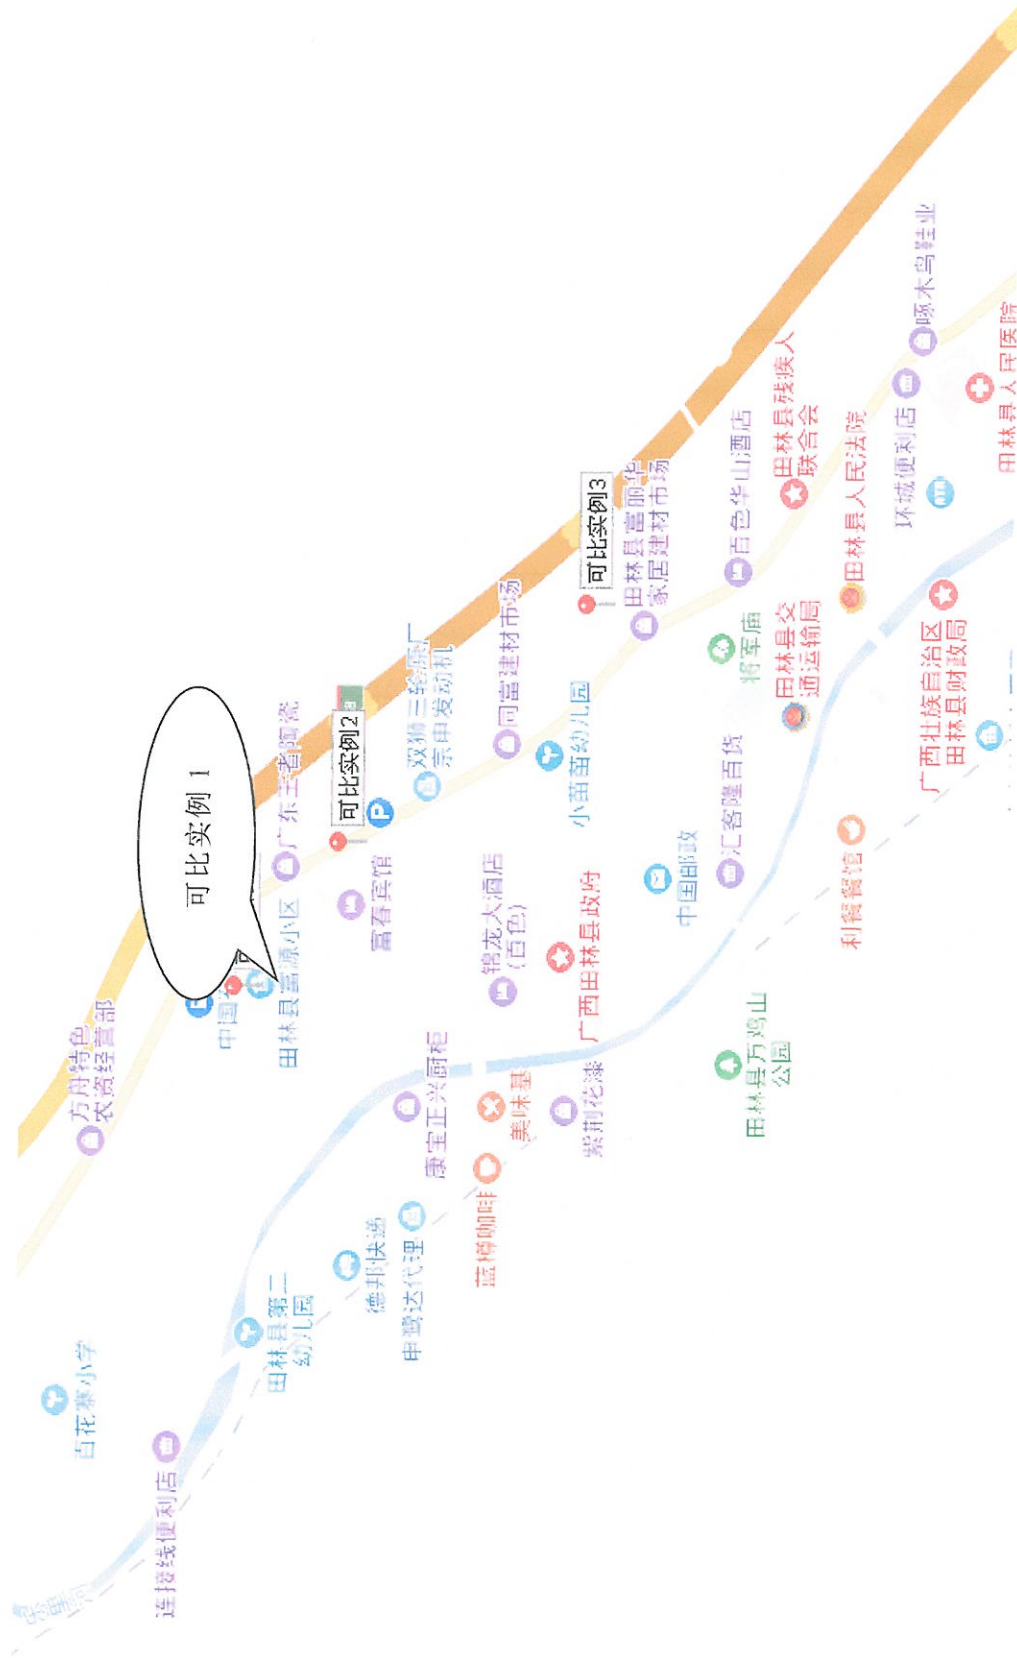 百花寨小学
方舟特色
农资经营部
连接线便利店
中国
可比实例 1
田林县富源小区
广东王者陶瓷
田林县第二
幼儿园
可比实例2
P
富春宾馆
德邦快递
申鹭达代理
康宝正兴厨柜
双狮三轮原厂
宗申发动机
蓝樽咖啡
美味基
锦龙大酒店
(百色)
同富建材市场
紫荆花漆
广西田林县政府
小苗苗幼儿园
可比实例3
田林县富丽华
家居建材市场
中国邮政
田林县万鸡山
公园
汇客隆百货
将军庙
百色华山酒店
田林县交
通运输局
田林县残疾人
联合会
利餐餐馆
田林县人民法院
环城便利店
啄木鸟鞋业
广西壮族自治区
田林县财政局
ATM
田林县人民医院